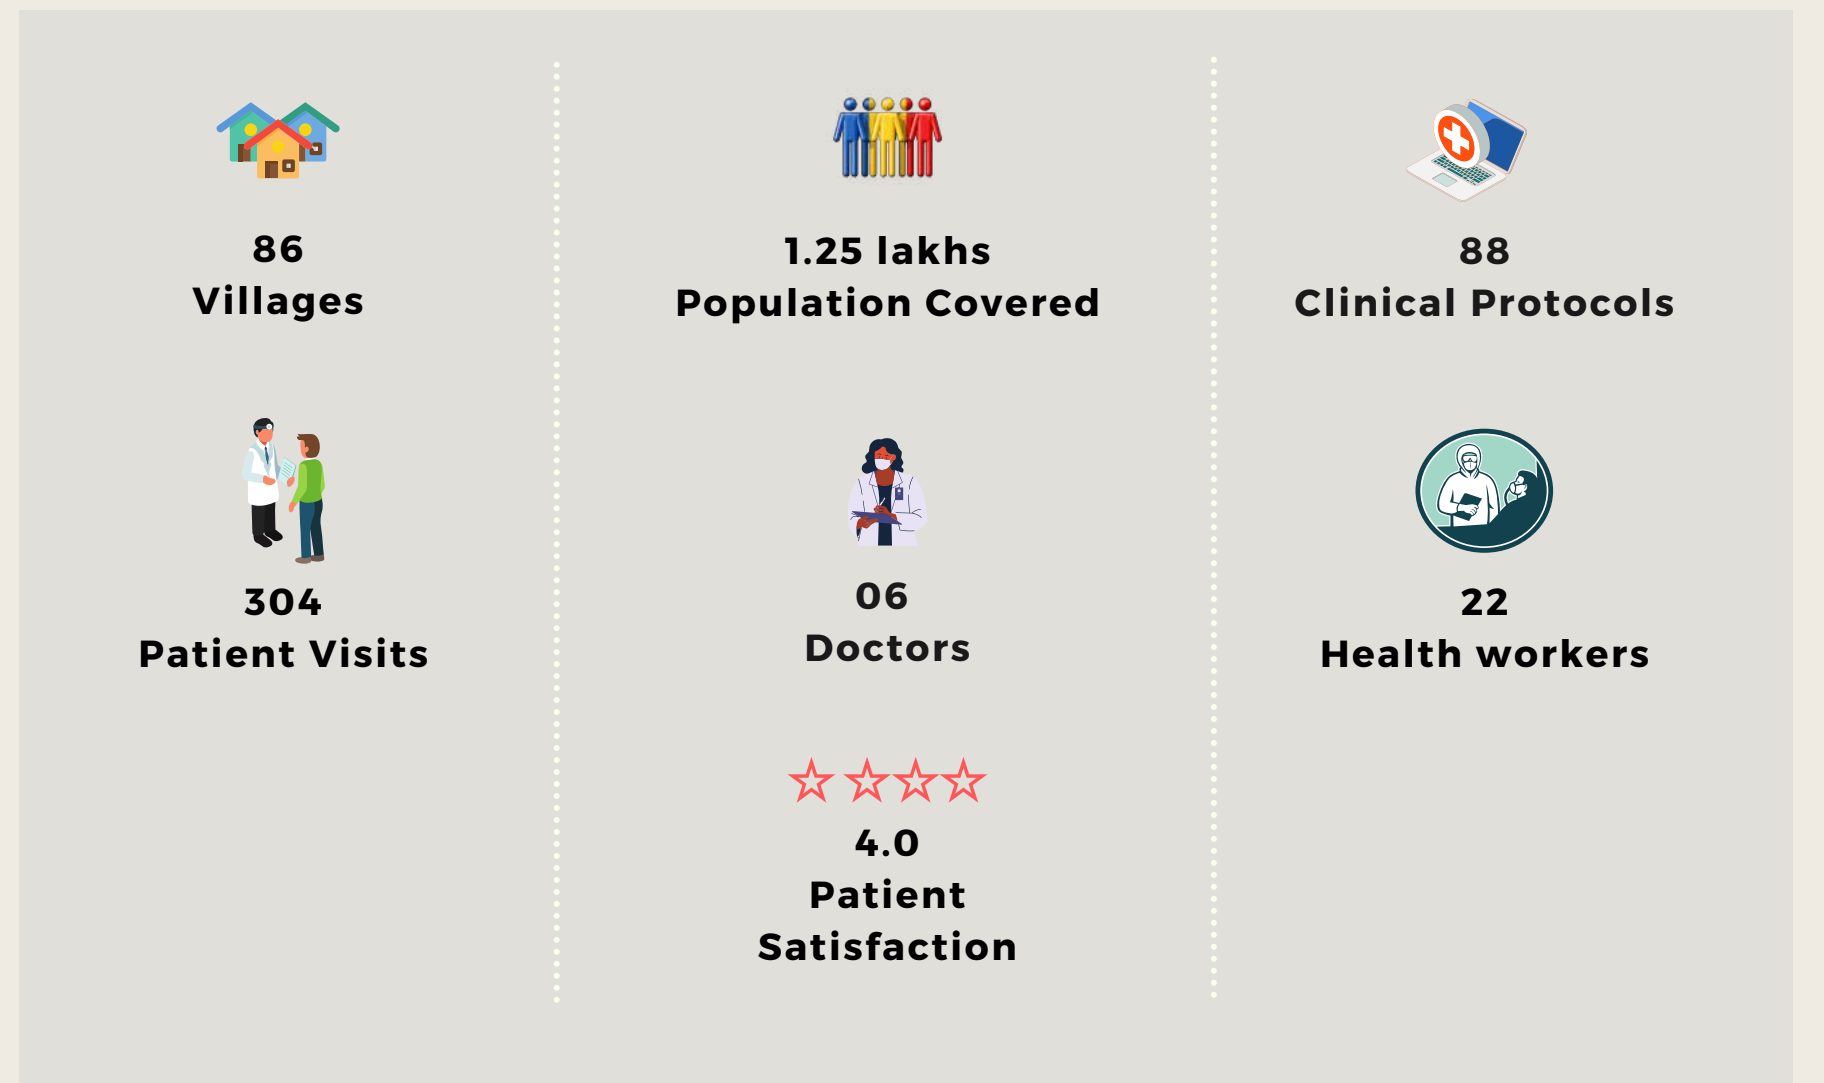 86
Villages
1.25 lakhs
Population Covered
88
Clinical Protocols
304
Patient Visits
06
Doctors
22
Health workers
4.0
Patient
Satisfaction